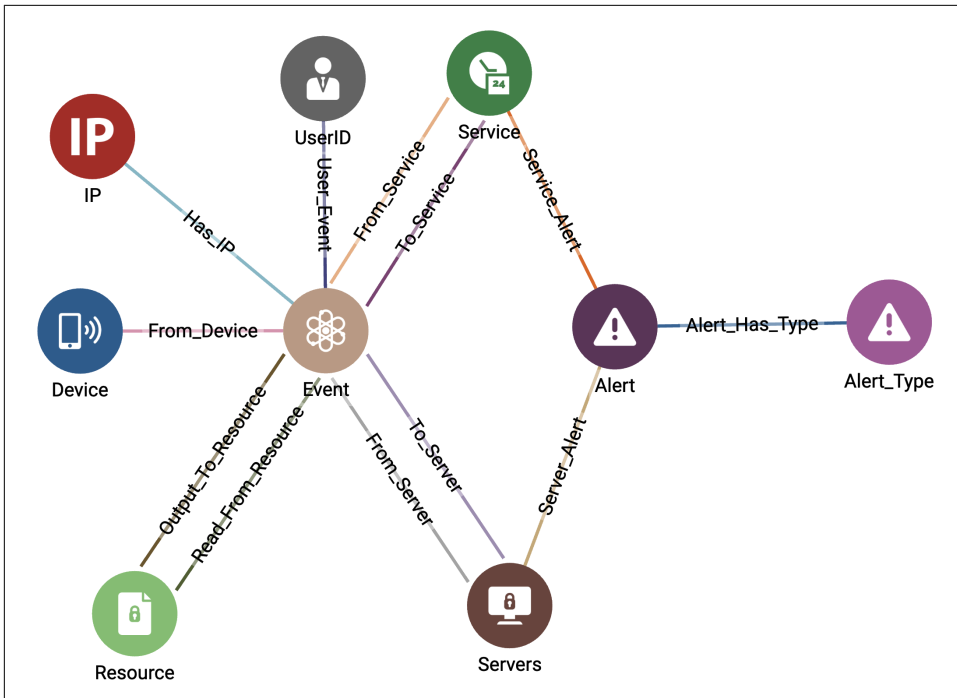 24
UserID
Service
IP
IP
User_Event
From_Service
To_Service
Service_Alert
Has_IP
From_Device
Device
Event
Alert_Has_Type
Alert
Alert_Type
Output_To_Resource
Read_From_Resource
From_Server
To_Server
Server_Alert
Resource
Servers